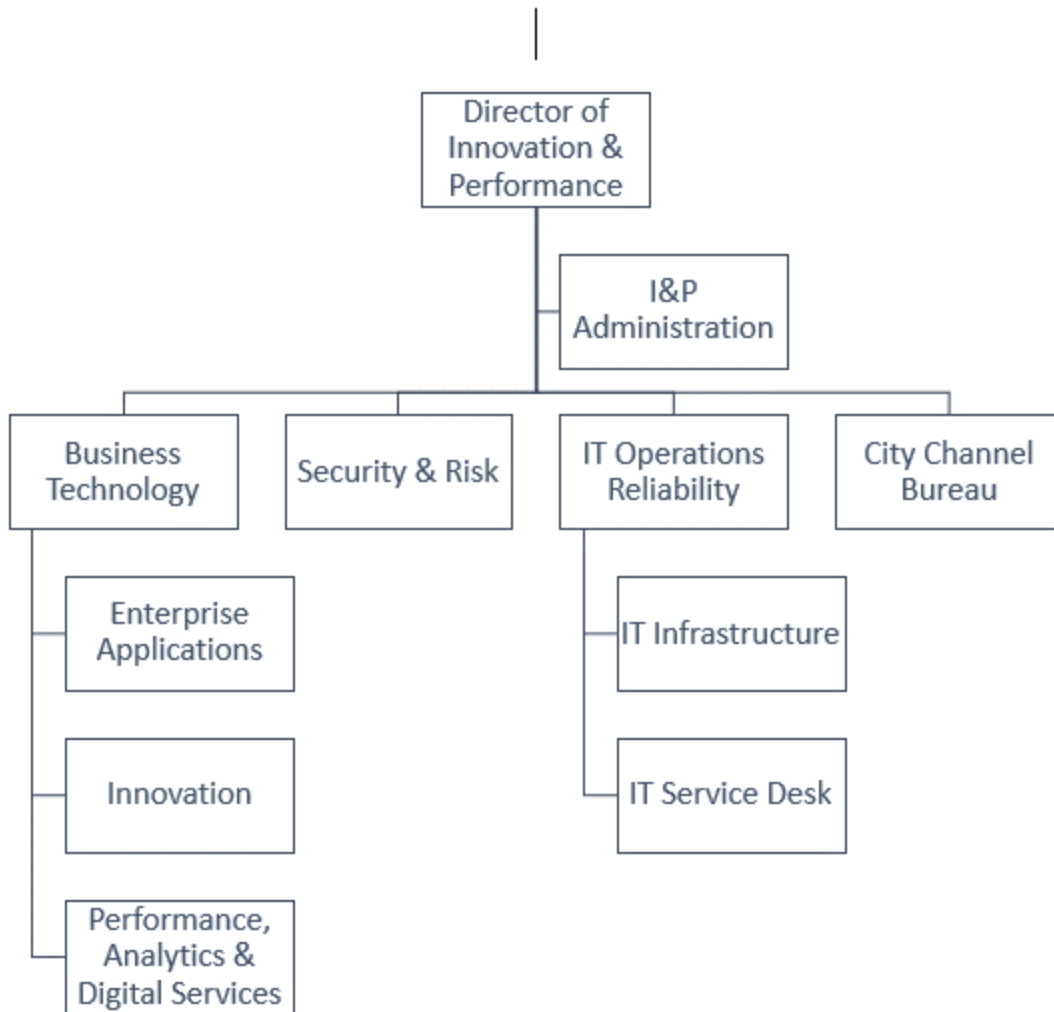 Director of
Innovation &
Performance
I&P
Administration
Business
Technology
Security & Risk
IT Operations
Reliability
City Channel
Bureau
Enterprise
Applications
IT Infrastructure
Innovation
IT Service Desk
Performance,
Analytics &
Digital Services